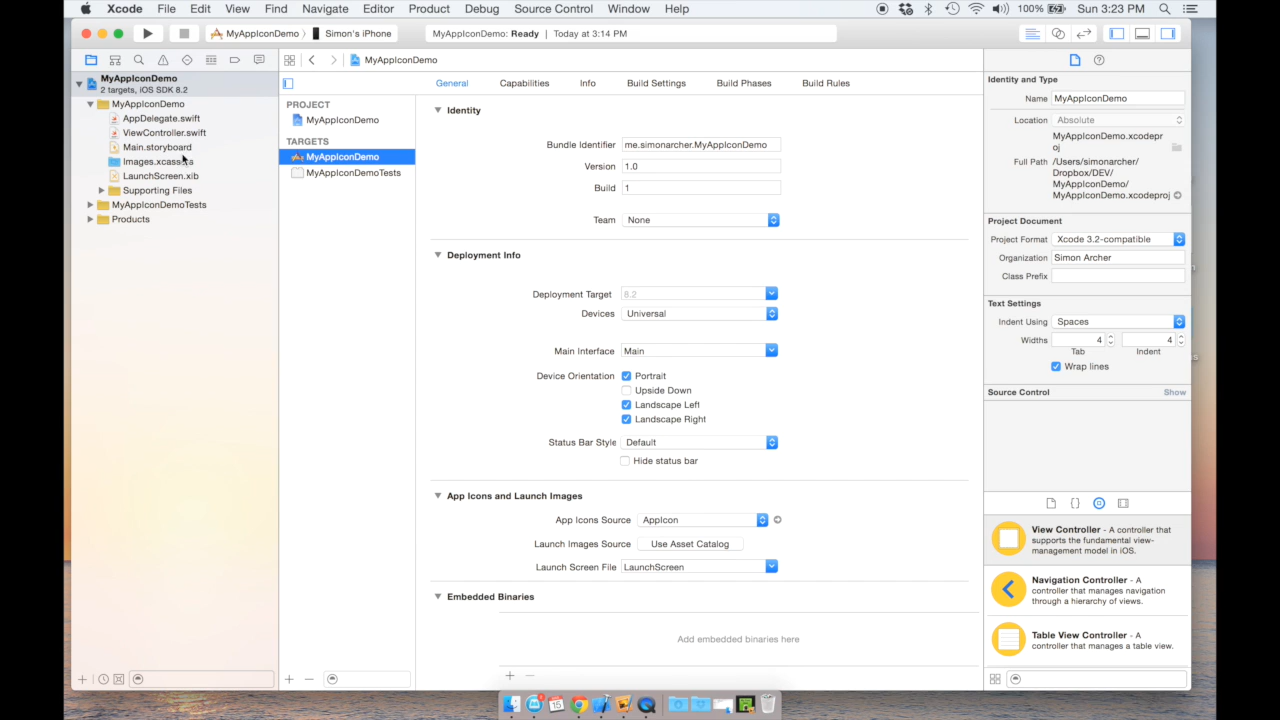 Xcode File Edit View Find Navigate Editor Product Debug Source Control Window Help 100% Sun 3:23 PM
MyAppIconDemo Simon's iPhone MyAppIconDemo: Ready | Today at 3:14 PM
MyAppIconDemo
MyAppIconDemo
2 targets, iOS SDK 8.2
MyAppIconDemo
AppDelegate.swift
ViewController.swift
Main.storyboard
Images.xcassets
LaunchScreen.xib
Supporting Files
MyAppIconDemoTests
Products
PROJECT
MyAppIconDemo
TARGETS
MyAppIconDemo
MyAppIconDemoTests
General Capabilities Info Build Settings Build Phases Build Rules
Identity
Bundle Identifier me.simonarcher.MyAppIconDemo
Version 1.0
Build 1
Team None
Deployment Info
Deployment Target 8.2
Devices Universal
Main Interface Main
Device Orientation Portrait
Upside Down
Landscape Left
Landscape Right
Status Bar Style Default
Hide status bar
App Icons and Launch Images
App Icons Source AppIcon
Launch Images Source Use Asset Catalog
Launch Screen File LaunchScreen
Embedded Binaries
Add embedded binaries here
Identity and Type
Name MyAppIconDemo
Location Absolute
MyAppIconDemo.xcodepr
oj
Full Path /Users/simonarcher/
Dropbox/DEV/
MyAppIconDemo/
MyAppIconDemo.xcodeproj
Project Document
Project Format Xcode 3.2-compatible
Organization Simon Archer
Class Prefix
Text Settings
Indent Using Spaces
Widths 4 4
Tab Indent
Wrap lines
Source Control Show
View Controller - A controller that
supports the fundamental view-
management model in iOS.
Navigation Controller - A
controller that manages navigation
through a hierarchy of views.
Table View Controller - A
controller that manages a table view.
15